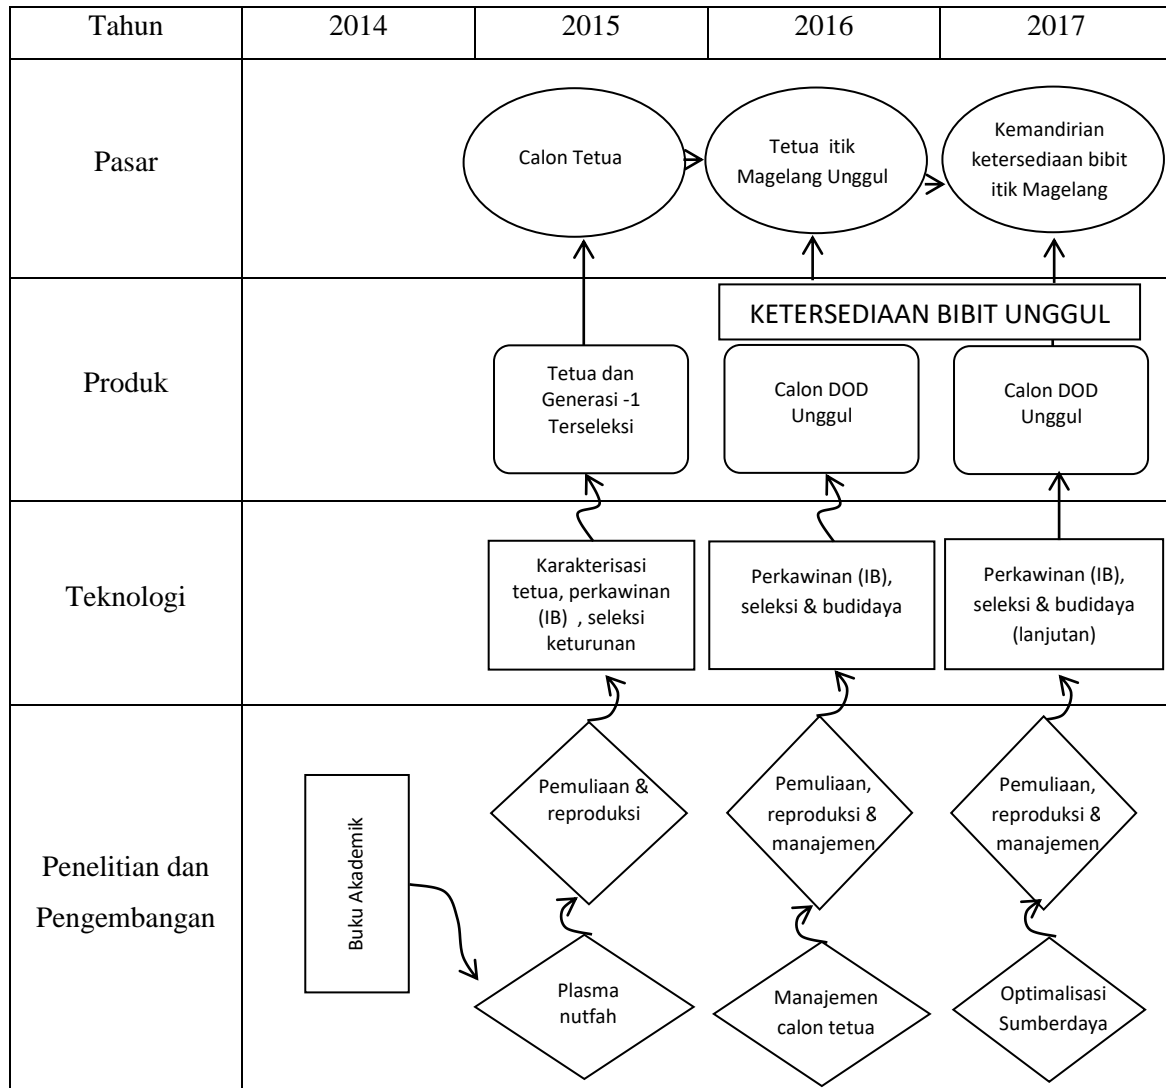 Tahun
2014
2015
2016
2017
Pasar
Calon Tetua
Tetua itik
Magelang Unggul
Kemandirian
ketersediaan bibit
itik Magelang
Produk
KETERSEDIAAN BIBIT UNGGUL
Tetua dan
Generasi -1
Terseleksi
Calon DOD
Unggul
Calon DOD
Unggul
Teknologi
Karakterisasi
tetua, perkawinan
(IB) , seleksi
keturunan
Perkawinan (IB),
seleksi & budidaya
Perkawinan (IB),
seleksi & budidaya
(lanjutan)
Penelitian dan
Pengembangan
Buku Akademik
Pemuliaan &
reproduksi
Pemuliaan,
reproduksi &
manajemen
Pemuliaan,
reproduksi &
manajemen
Plasma
nutfah
Manajemen
calon tetua
Optimalisasi
Sumberdaya